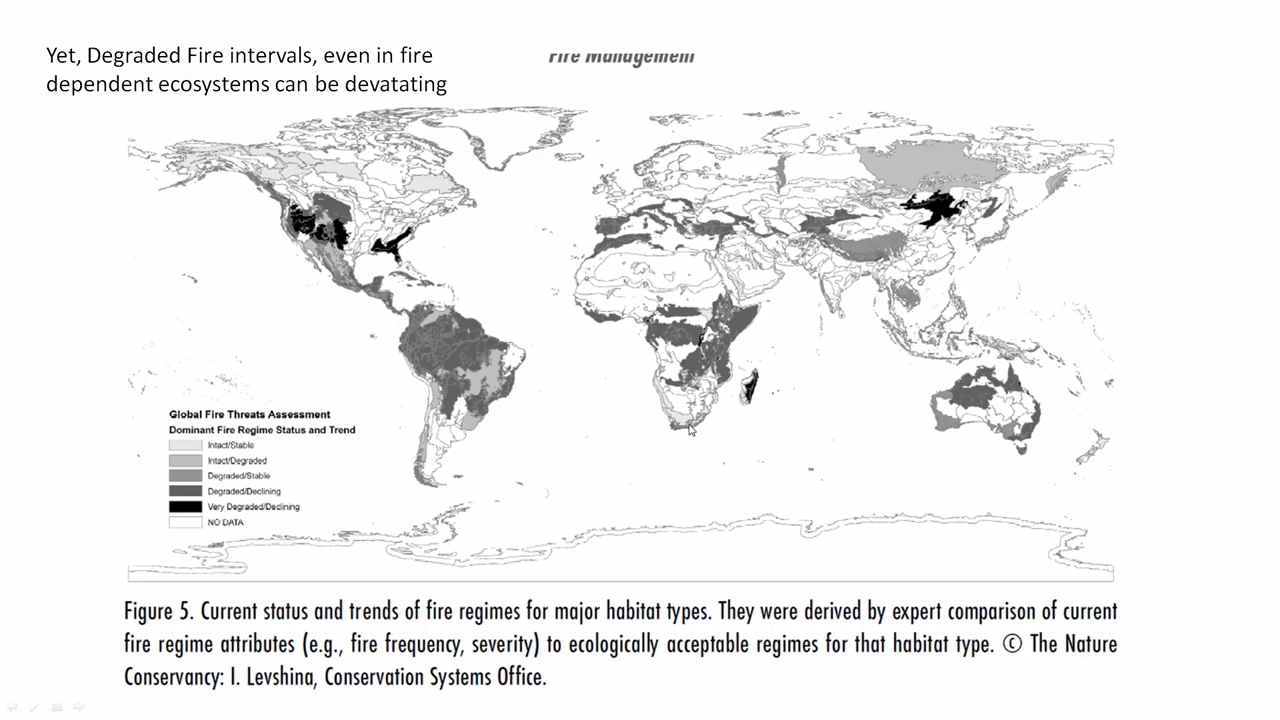 Yet, Degraded Fire intervals, even in fire
dependent ecosystems can be devatating
Fire Management
Global Fire Threats Assessment
Dominant Fire Regime Status and Trend
Intact/Stable
Intact/Degraded
Degraded/Stable
Degraded/Declining
Very Degraded/Declining
NO DATA
Figure 5. Current status and trends of fire regimes for major habitat types. They were derived by expert comparison of current
fire regime attributes (e.g., fire frequency, severity) to ecologically acceptable regimes for that habitat type. © The Nature
Conservancy: I. Levshina, Conservation Systems Office.